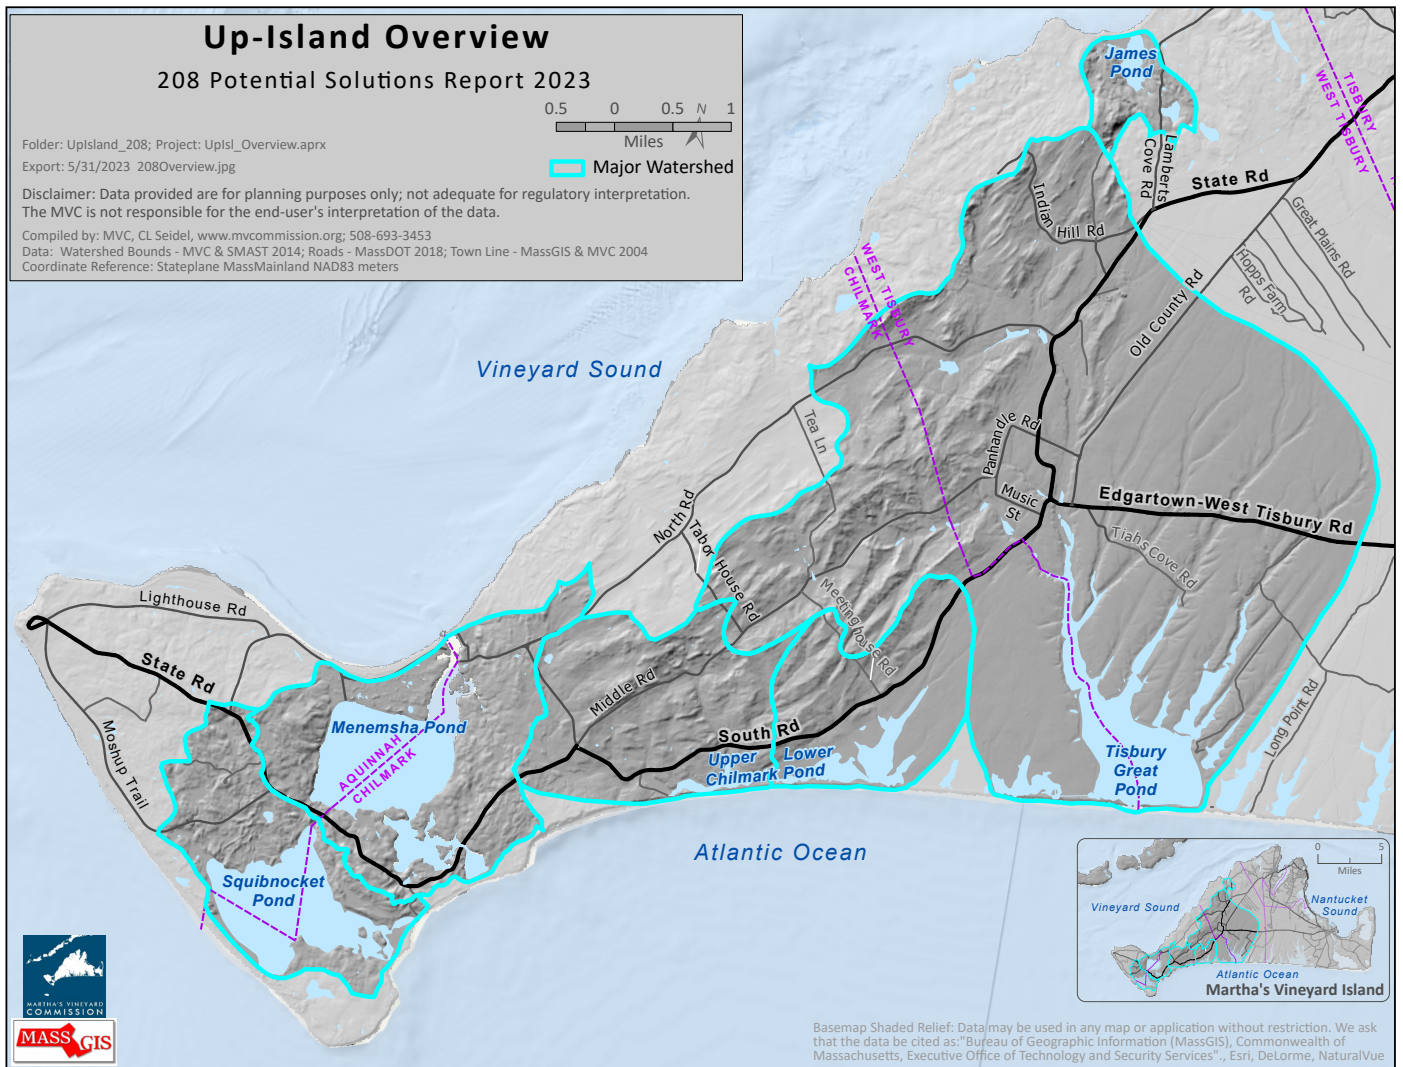 Up-Island Overview
208 Potential Solutions Report 2023
0.5 0 0.5 N 1
Miles
Folder: UpIsland_208; Project: UpIsl_Overview.aprx
Export: 5/31/2023 208Overview.jpg
Major Watershed
Disclaimer: Data provided are for planning purposes only; not adequate for regulatory interpretation.
The MVC is not responsible for the end-user's interpretation of the data.
Compiled by: MVC, CL Seidel, www.mvcommission.org; 508-693-3453
Data: Watershed Bounds - MVC & SMAST 2014; Roads - MassDOT 2018; Town Line - MassGIS & MVC 2004
Coordinate Reference: Stateplane MassMainland NAD83 meters
James
Pond
TISBURY
WEST TISBURY
Lamberts
Cove Rd
State Rd
Indian
Hill Rd
Great Plains Rd
Hopps Farm
Rd
WEST TISBURY
CHILMARK
Old County Rd
Vineyard Sound
Tea Ln
Panhandle Rd
Music
St
Edgartown-West Tisbury Rd
North Rd
Tabor House Rd
Tiahs Cove Rd
Meetinghouse Rd
Lighthouse Rd
State Rd
Middle Rd
Moshup Trail
Menemsha Pond
AQUINNAH
CHILMARK
South Rd
Upper Lower
Chilmark Pond
Tisbury
Great
Pond
Long Point Rd
Atlantic Ocean
Squibnocket
Pond
0 5
Miles
Vineyard Sound
Nantucket
Sound
Atlantic Ocean
Martha's Vineyard Island
MARTHA'S VINEYARD
COMMISSION
MASS GIS
Basemap Shaded Relief: Data may be used in any map or application without restriction. We ask
that the data be cited as:"Bureau of Geographic Information (MassGIS), Commonwealth of
Massachusetts, Executive Office of Technology and Security Services"., Esri, DeLorme, NaturalVue